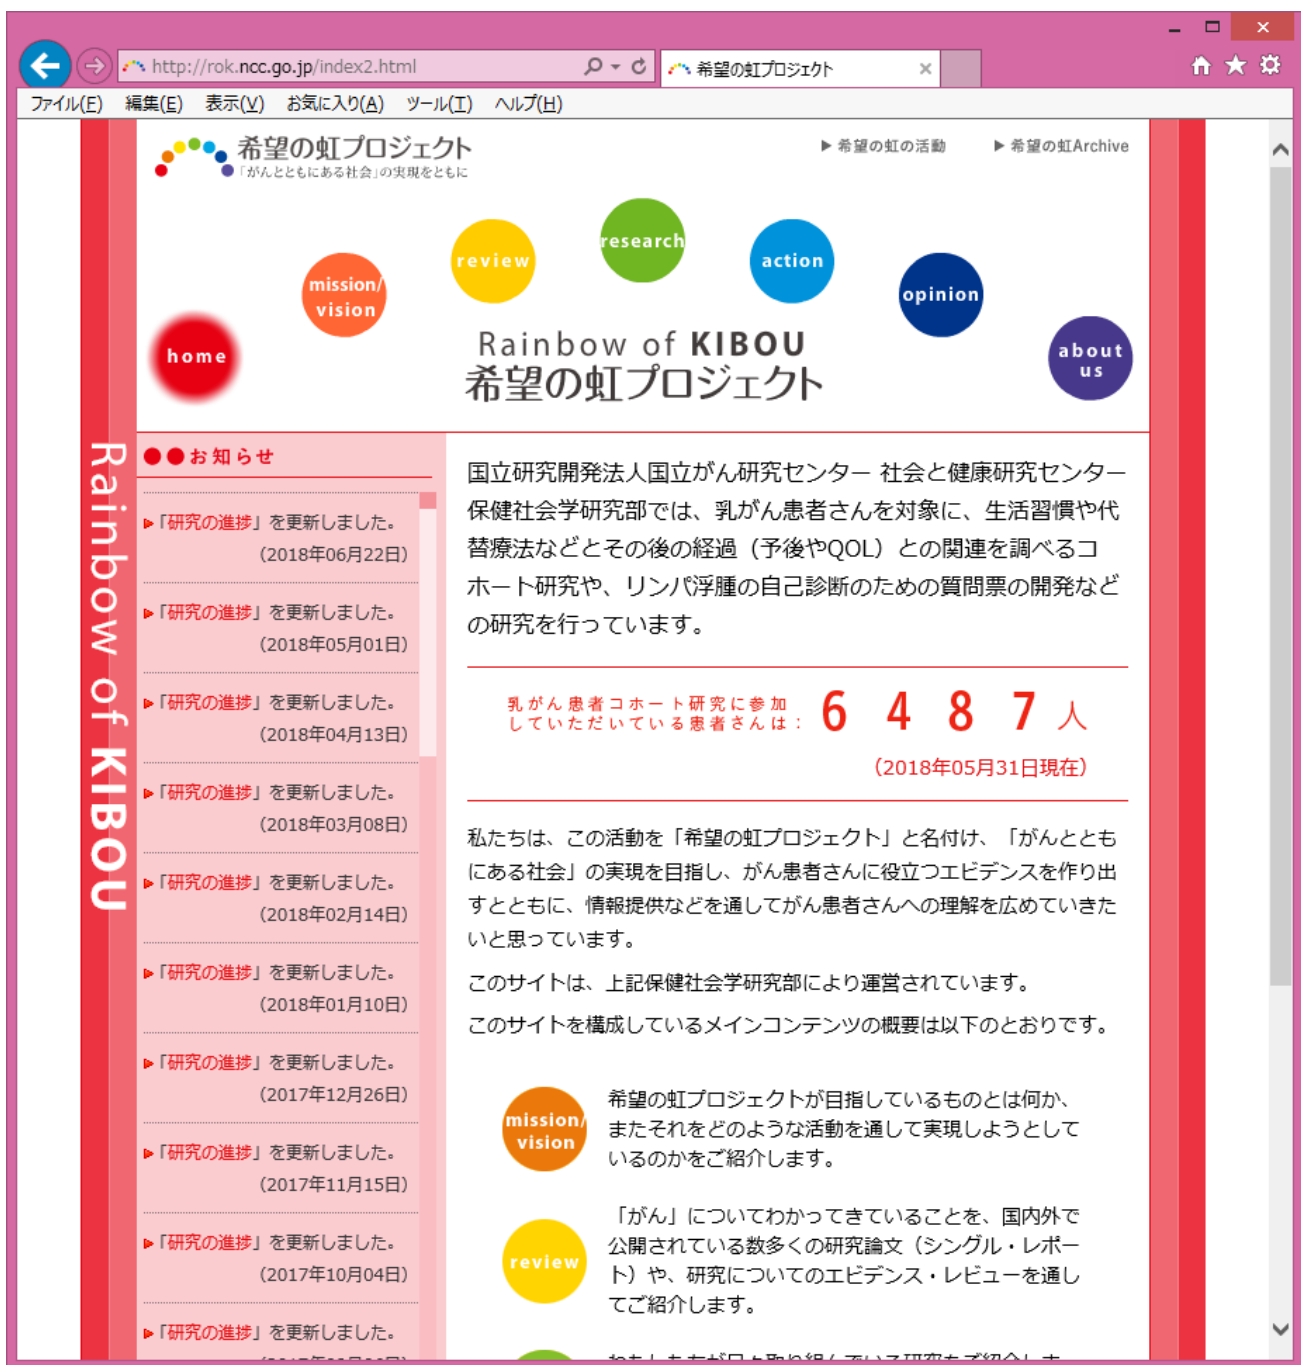 http://rok.ncc.go.jp/index2.html
希望の虹プロジェクト
ファイル(F) 編集(E) 表示(V) お気に入り(A) ツール(T) ヘルプ(H)
希望の虹プロジェクト
「がんとともにある社会」の実現をともに
▶ 希望の虹の活動 ▶ 希望の虹Archive
home
mission/
vision
review
research
action
opinion
about
us
Rainbow of KIBOU
希望の虹プロジェクト
Rainbow of KIBOU
●●お知らせ
「研究の進捗」を更新しました。
（2018年06月22日）
「研究の進捗」を更新しました。
（2018年05月01日）
「研究の進捗」を更新しました。
（2018年04月13日）
「研究の進捗」を更新しました。
（2018年03月08日）
「研究の進捗」を更新しました。
（2018年02月14日）
「研究の進捗」を更新しました。
（2018年01月10日）
「研究の進捗」を更新しました。
（2017年12月26日）
「研究の進捗」を更新しました。
（2017年11月15日）
「研究の進捗」を更新しました。
（2017年10月04日）
「研究の進捗」を更新しました。
国立研究開発法人国立がん研究センター 社会と健康研究センター
保健社会学研究部では、乳がん患者さんを対象に、生活習慣や代
替療法などとその後の経過（予後やQOL）との関連を調べるコ
ホート研究や、リンパ浮腫の自己診断のための質問票の開発など
の研究を行っています。
乳がん患者コホート研究に参加
していただいている患者さんは：
6 4 8 7 人
（2018年05月31日現在）
私たちは、この活動を「希望の虹プロジェクト」と名付け、「がんととも
にある社会」の実現を目指し、がん患者さんに役立つエビデンスを作り出
すとともに、情報提供などを通してがん患者さんへの理解を広めていきた
いと思っています。
このサイトは、上記保健社会学研究部により運営されています。
このサイトを構成しているメインコンテンツの概要は以下のとおりです。
mission/
vision
希望の虹プロジェクトが目指しているものとは何か、
またそれをどのような活動を通して実現しようとして
いるのかをご紹介します。
review
「がん」についてわかってきていることを、国内外で
公開されている数多くの研究論文（シングル・レポー
ト）や、研究についてのエビデンス・レビューを通し
てご紹介します。